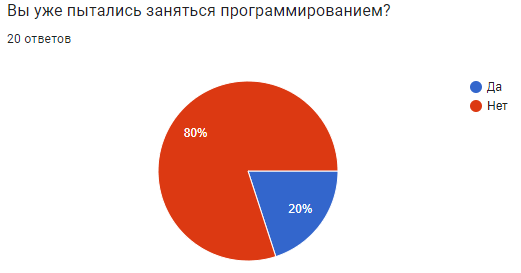 Вы уже пытались заняться программированием?
20 ответов
Да
Нет
80%
20%